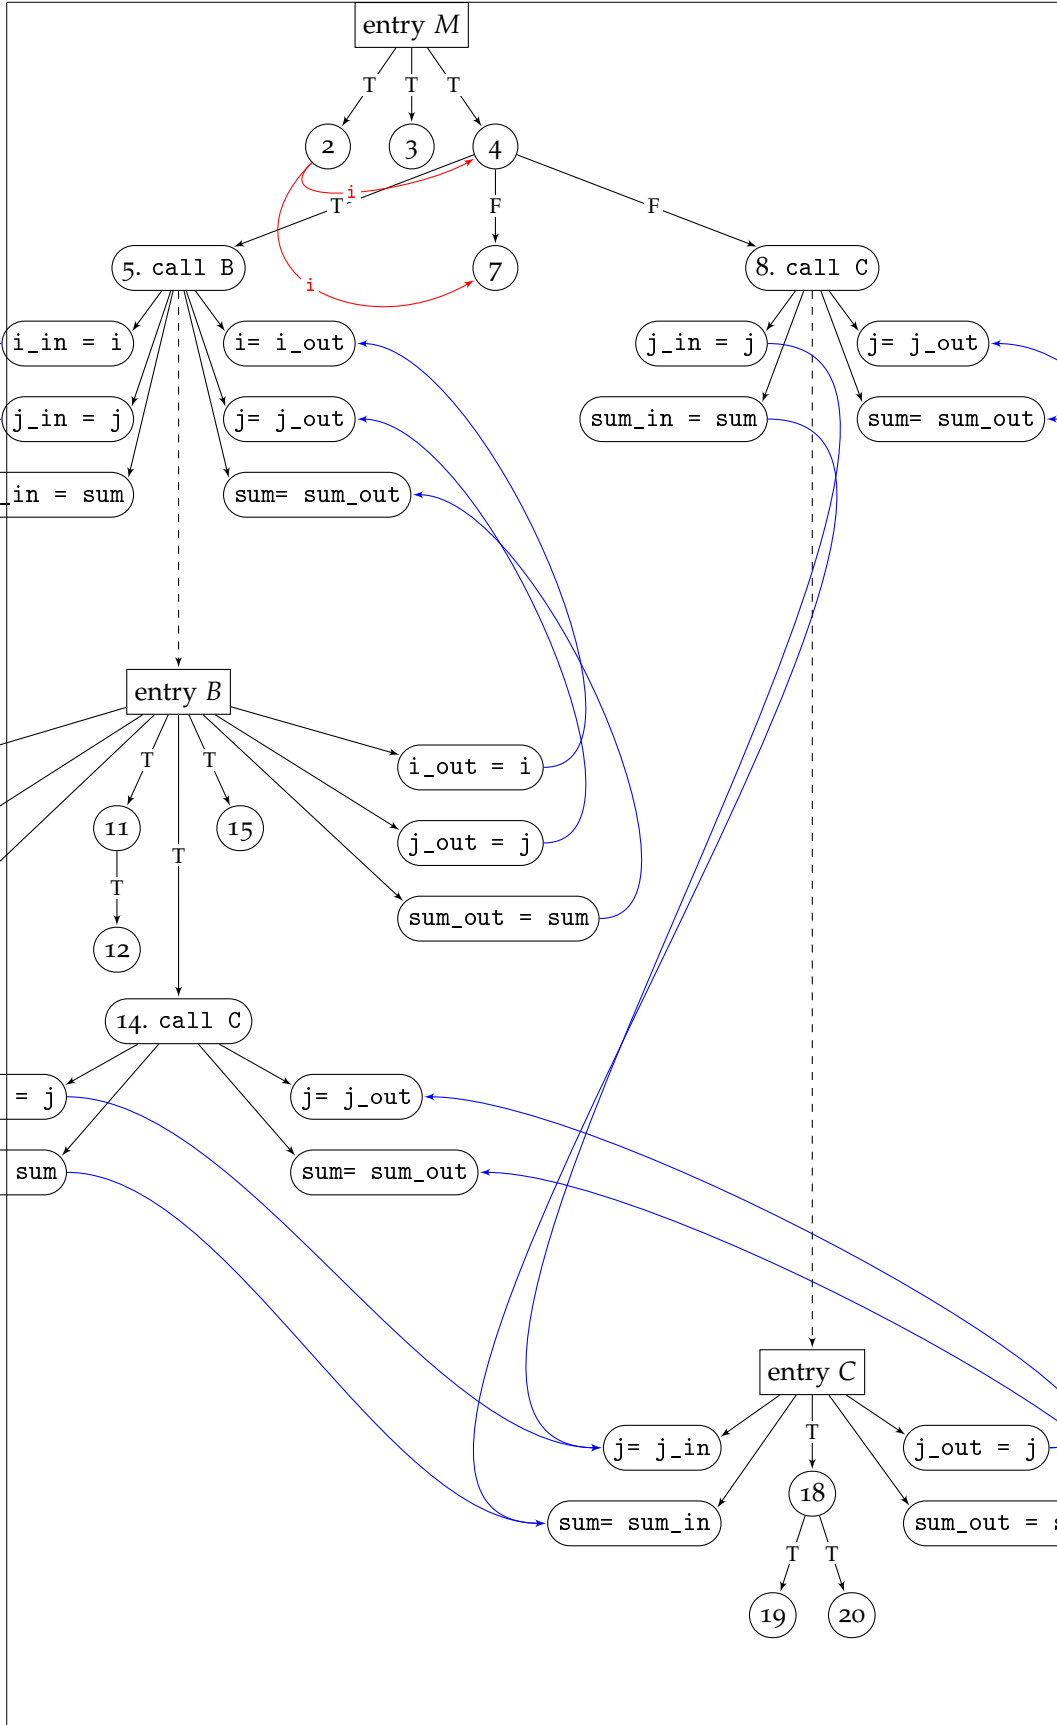 entry M
T T T
2 3 4
i
T F F
5. call B 7 8. call C
i
i_in = i i= i_out j_in = j j= j_out
j_in = j j= j_out sum_in = sum sum= sum_out
_in = sum sum= sum_out
entry B
T T i_out = i
11 15 j_out = j
T
T sum_out = sum
12
14. call C
= j j= j_out
sum sum= sum_out
entry C
T
j= j_in j_out = j
18
sum= sum_in sum_out =
T T
19 20